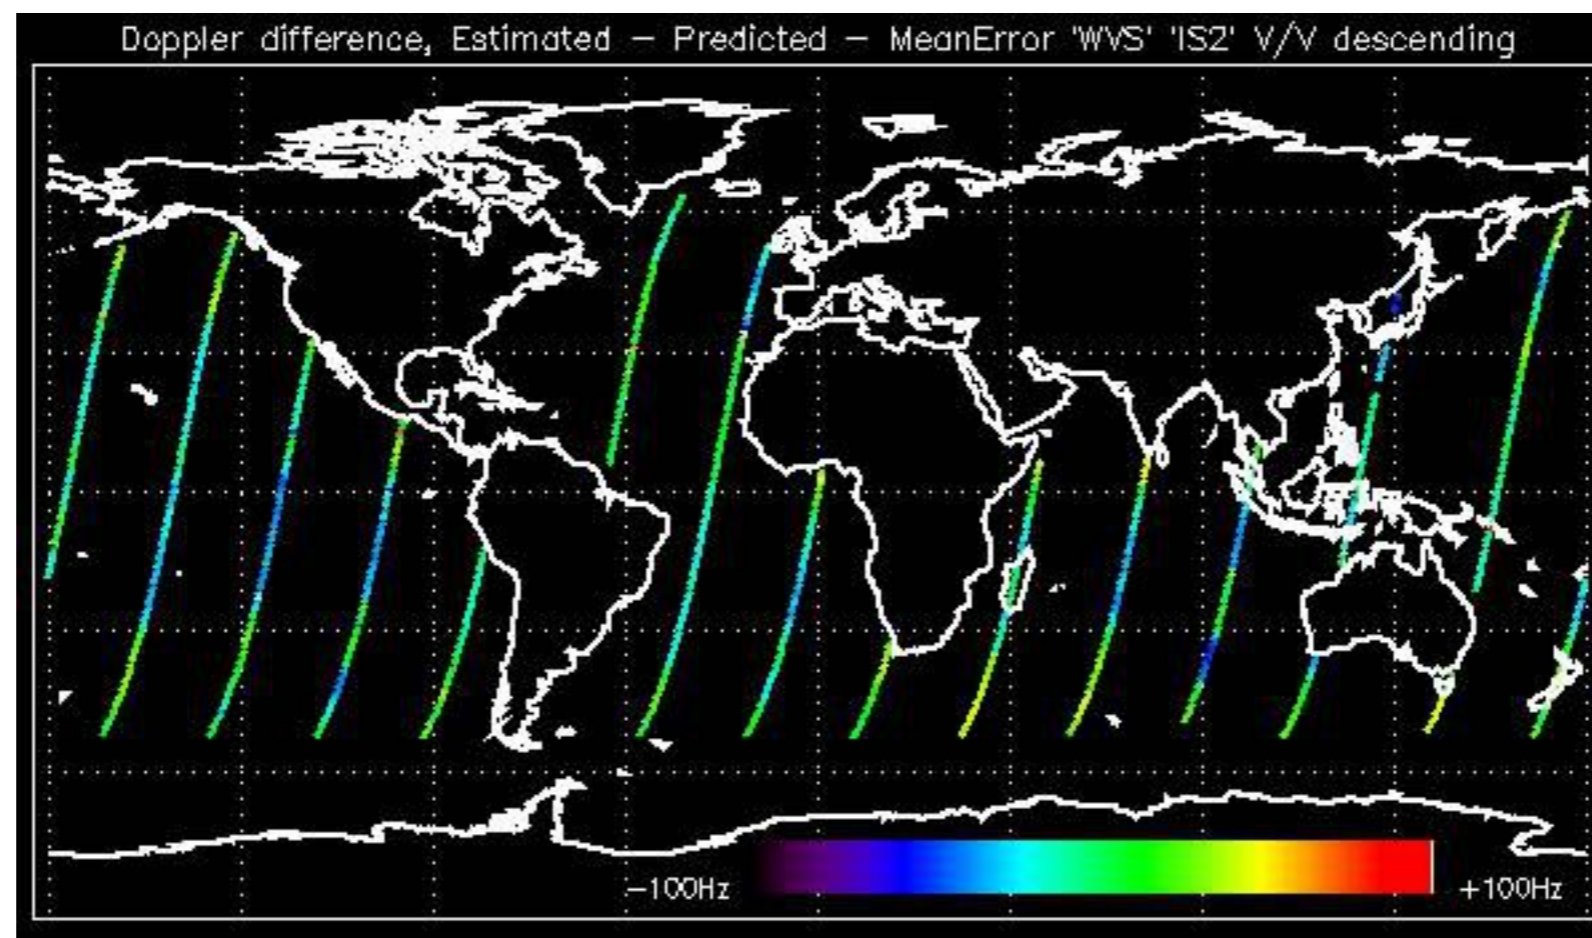 Doppler difference, Estimated – Predicted – MeanError 'WVS' 'IS2' V/V descending
–100Hz +100Hz